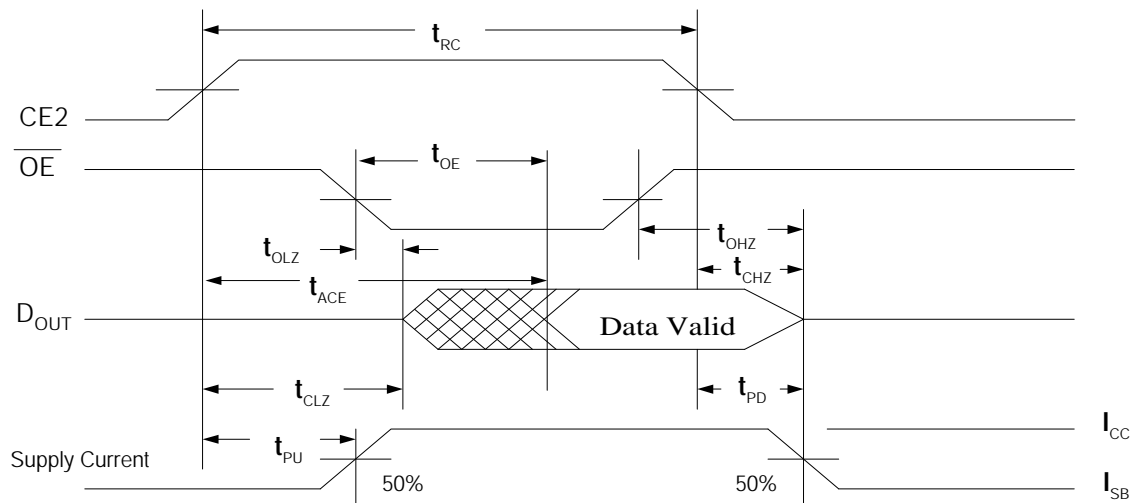 tRC
CE2
OE
tOE
tOLZ
tOHZ
tCHZ
tACE
DOUT
Data Valid
tCLZ
tPD
tPU
ICC
Supply Current
50%
50%
ISB